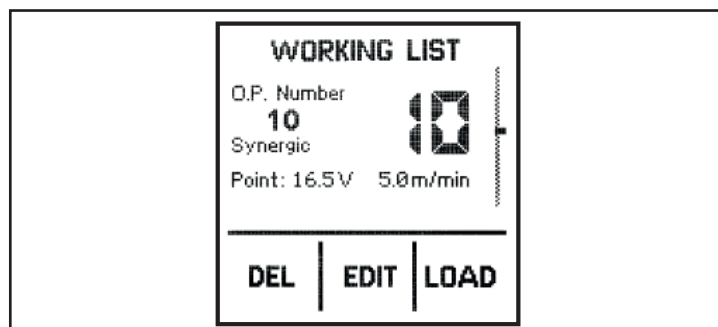 WORKING LIST
O.P. Number
10
10
Synergic
Point: 16.5V 5.0m/min
DEL EDIT LOAD